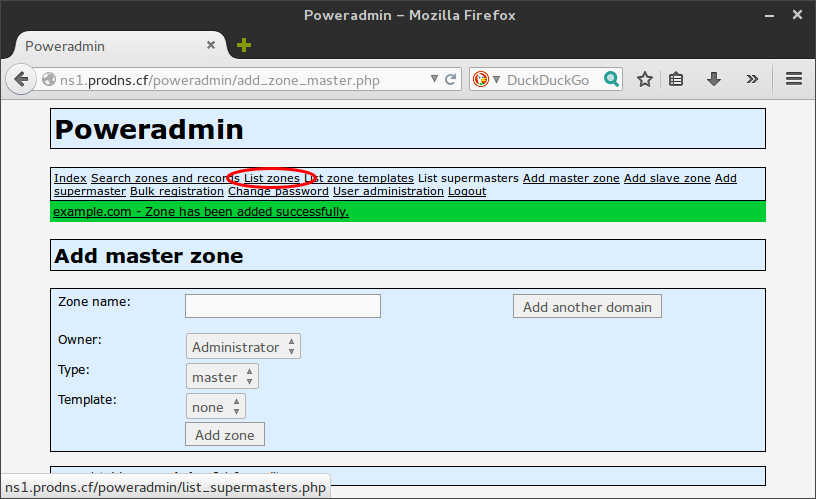 Poweradmin – Mozilla Firefox
Poweradmin
ns1.prodns.cf/poweradmin/add_zone_master.php
DuckDuckGo
Poweradmin
Index Search zones and records List zones List zone templates List supermasters Add master zone Add slave zone Add
supermaster Bulk registration Change password User administration Logout
example.com - Zone has been added successfully.
Add master zone
Zone name:
Add another domain
Owner:
Administrator
Type:
master
Template:
none
Add zone
ns1.prodns.cf/poweradmin/list_supermasters.php